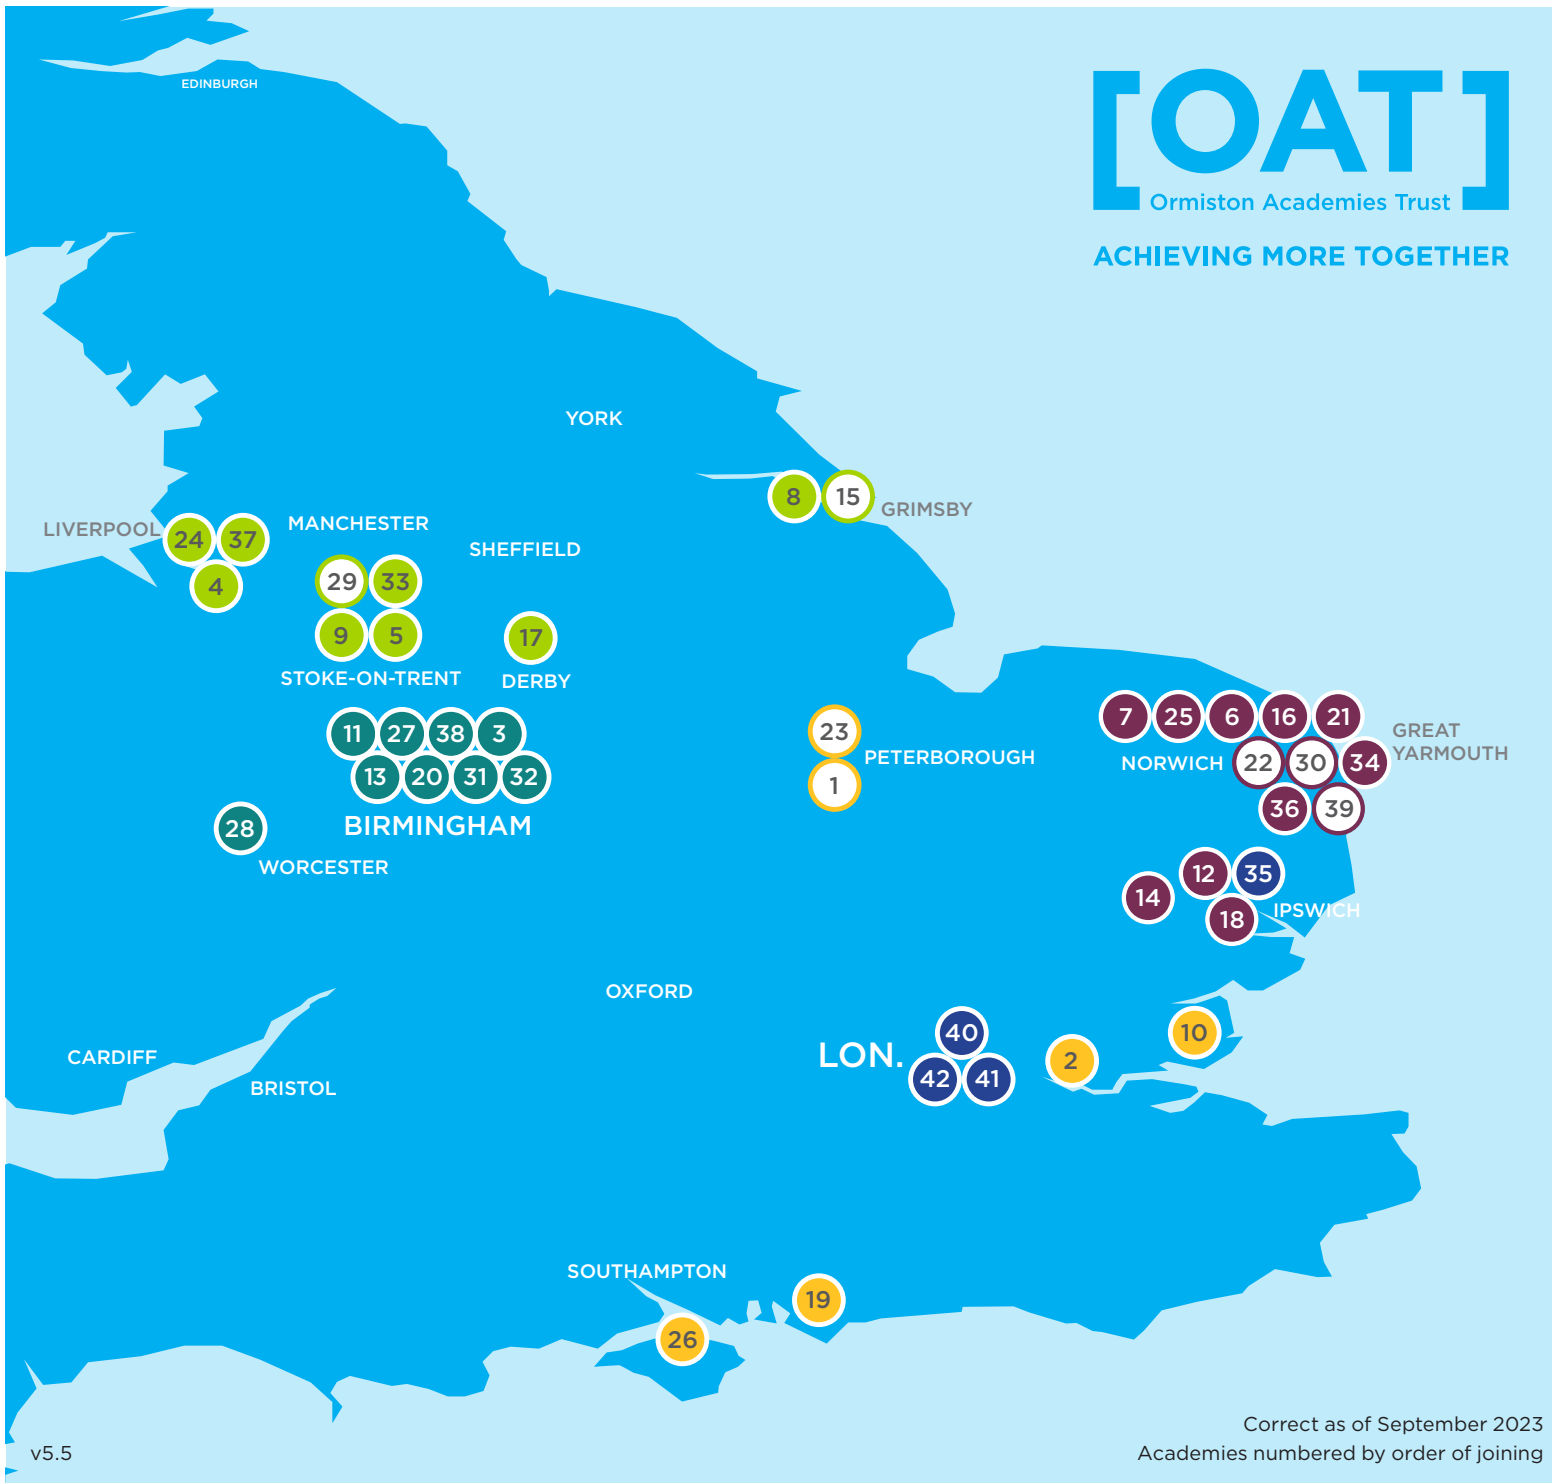 EDINBURGH
[OAT]
Ormiston Academies Trust
ACHIEVING MORE TOGETHER
YORK
8 15
GRIMSBY
LIVERPOOL
24 37
4
MANCHESTER
SHEFFIELD
29 33
9 5
STOKE-ON-TRENT
17
DERBY
11 27 38 3
13 20 31 32
BIRMINGHAM
28
WORCESTER
23
PETERBOROUGH
1
7 25 6 16 21
GREAT
YARMOUTH
NORWICH
22 30 34
36 39
12 35
14
18
IPSWICH
OXFORD
LON.
40
42 41
2
10
CARDIFF
BRISTOL
SOUTHAMPTON
19
26
Correct as of September 2023
v5.5
Academies numbered by order of joining